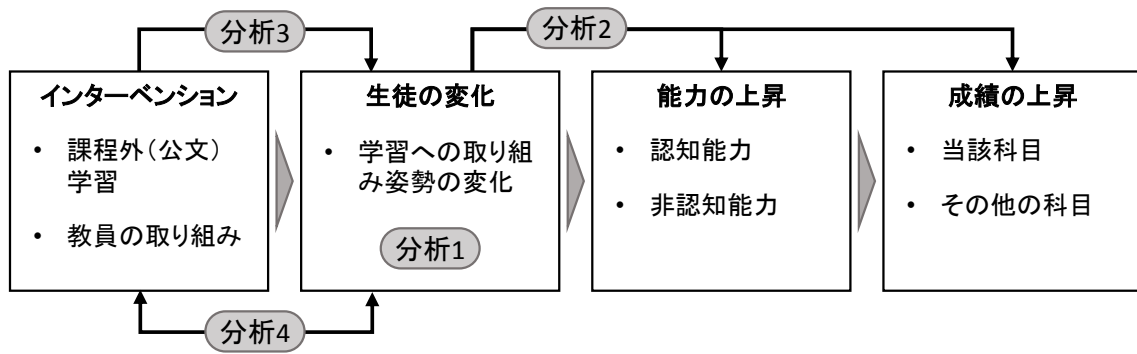 分析3
分析2
インターベンション
• 課程外(公文)
学習
• 教員の取り組み
生徒の変化
• 学習への取り組
み姿勢の変化
分析1
能力の上昇
• 認知能力
• 非認知能力
成績の上昇
• 当該科目
• その他の科目
分析4